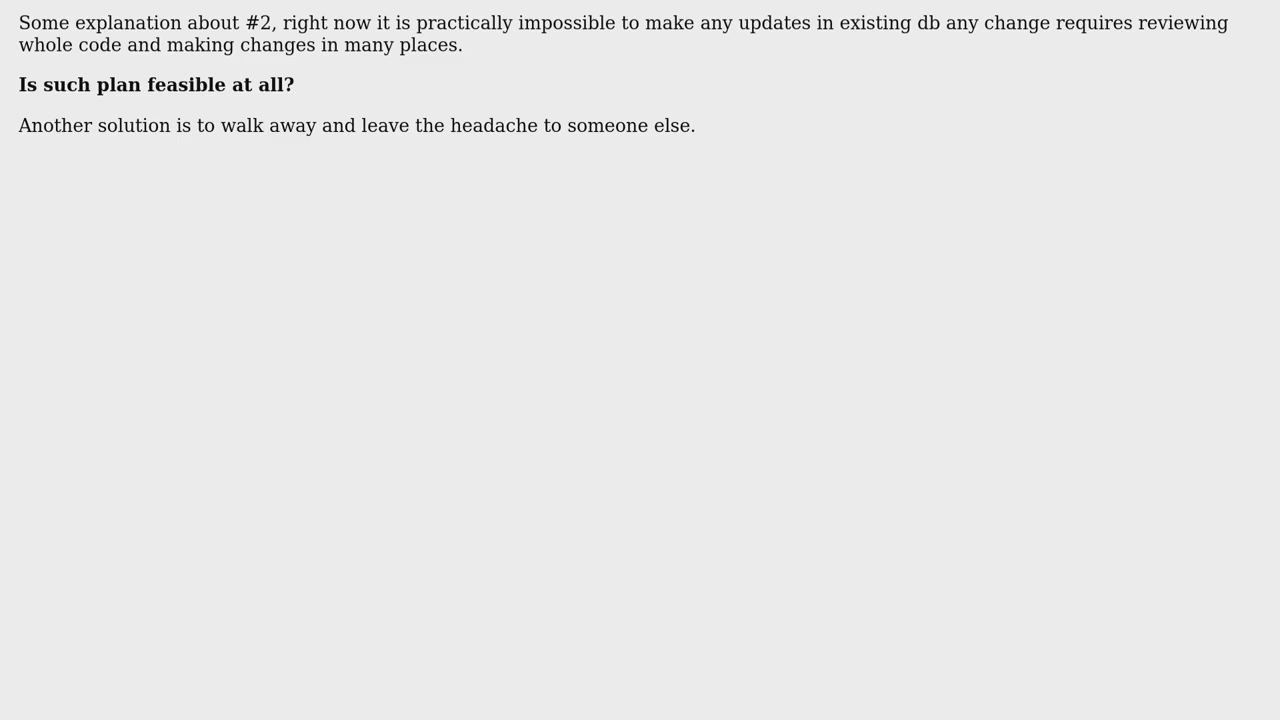 Some explanation about #2, right now it is practically impossible to make any updates in existing db any change requires reviewing
whole code and making changes in many places.
Is such plan feasible at all?
Another solution is to walk away and leave the headache to someone else.